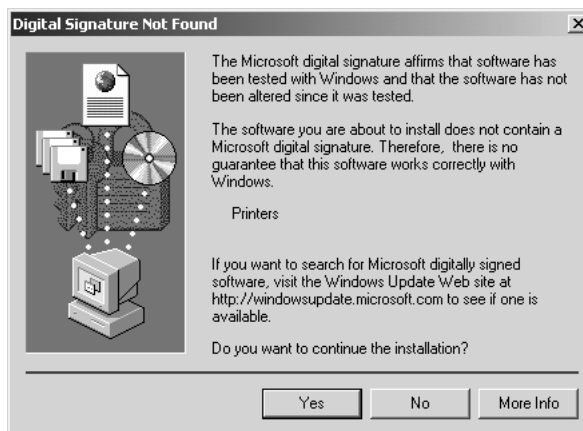 Digital Signature Not Found
The Microsoft digital signature affirms that software has
been tested with Windows and that the software has not
been altered since it was tested.
The software you are about to install does not contain a
Microsoft digital signature. Therefore,  there is no
guarantee that this software works correctly with
Windows.
Printers
If you want to search for Microsoft digitally signed
software, visit the Windows Update Web site at
http://windowsupdate.microsoft.com to see if one is
available.
Do you want to continue the installation?
Yes No More Info